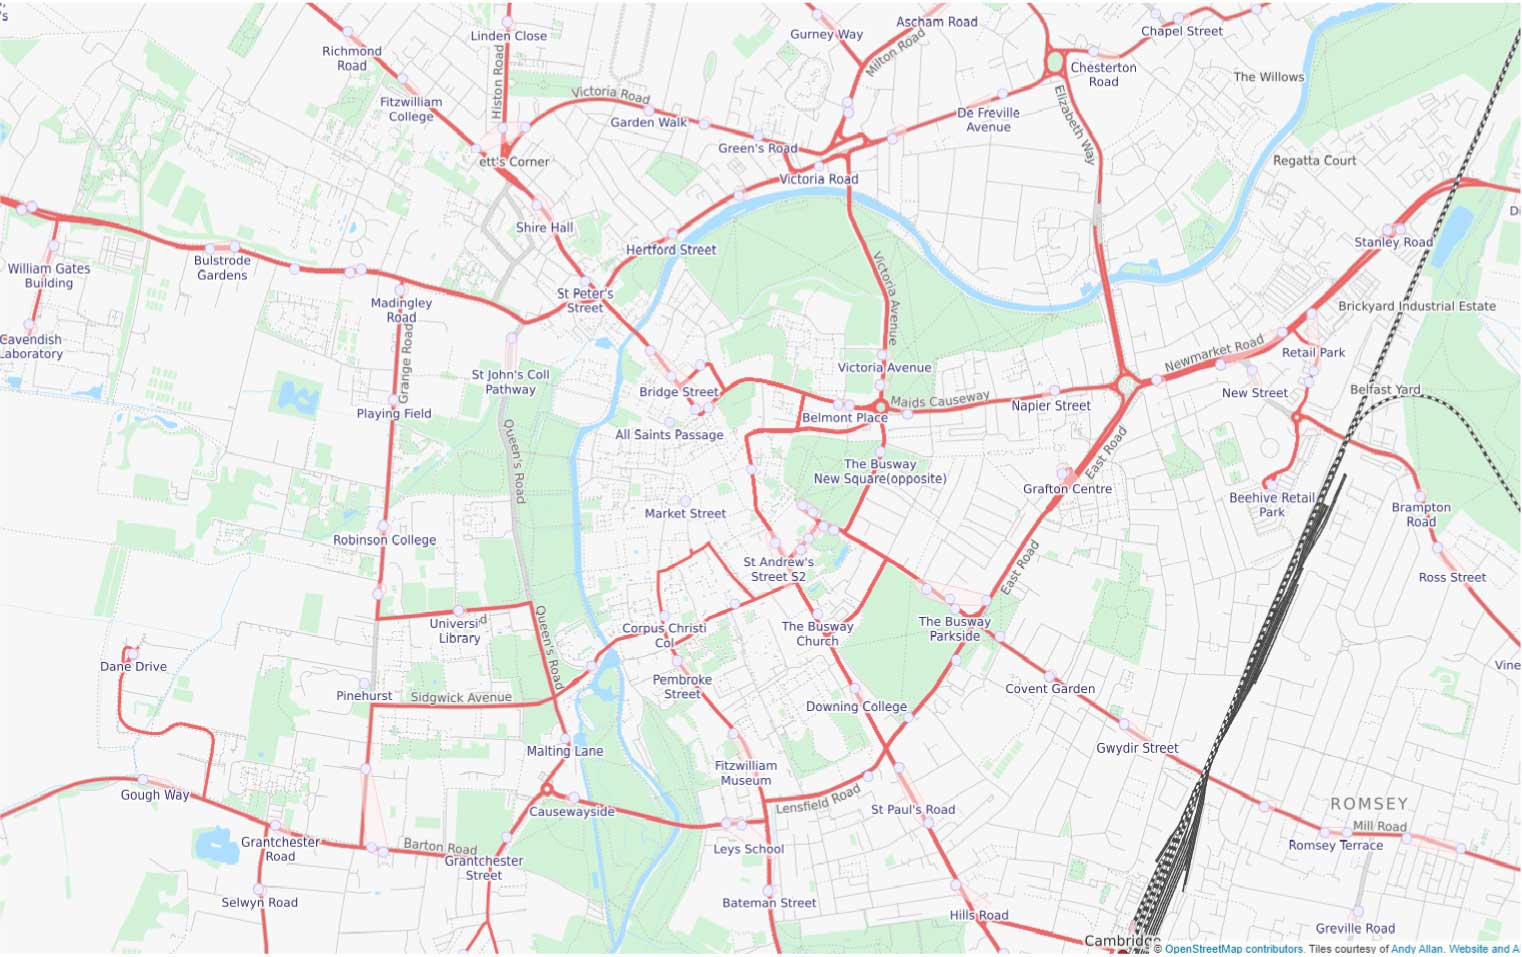 's
Richmond
Road
Linden Close
Histon Road
Gurney Way
Ascham Road
Milton Road
Chapel Street
Chesterton
Road
The Willows
Fitzwilliam
College
Victoria Road
Garden Walk
De Freville
Avenue
Elizabeth Way
Green's Road
ett's Corner
Victoria Road
Regatta Court
Shire Hall
Hertford Street
Stanley Road
Di
William Gates
Building
Bulstrode
Gardens
Madingley
Road
St Peter's
Street
Victoria Avenue
Brickyard Industrial Estate
Cavendish
Laboratory
Grange Road
Newmarket Road
Retail Park
St John's Coll
Pathway
Victoria Avenue
Bridge Street
Maids Causeway
Napier Street
New Street
Belfast Yard
Playing Field
Belmont Place
All Saints Passage
Queen's Road
The Busway
New Square(opposite)
East Road
Grafton Centre
Beehive Retail
Park
Brampton
Road
Market Street
Robinson College
St Andrew's
Street S2
East Road
Ross Street
Universi
d
Library
Queen's Road
Corpus Christi
Col
The Busway
Church
The Busway
Parkside
Dane Drive
Vine
Pinehurst
Sidgwick Avenue
Pembroke
Street
Covent Garden
Downing College
Malting Lane
Gwydir Street
Fitzwilliam
Museum
Gough Way
Causewayside
Lensfield Road
St Paul's Road
ROMSEY
Mill Road
Grantchester
Road
Barton Road
Grantchester
Street
Leys School
Romsey Terrace
Selwyn Road
Bateman Street
Hills Road
Greville Road
Cambridge
© OpenStreetMap contributors. Tiles courtesy of Andy Allan. Website and A